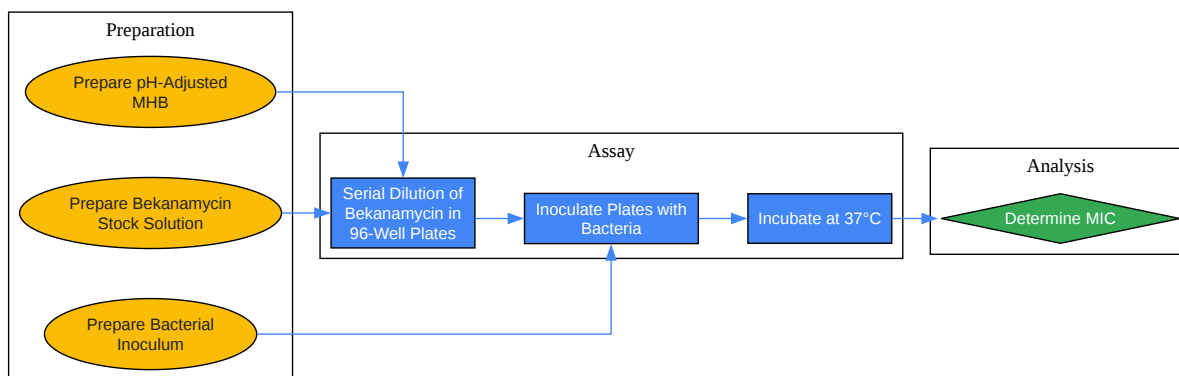 Preparation
Prepare pH-Adjusted
MHB
Prepare Bekanamycin
Stock Solution
Prepare Bacterial
Inoculum
Assay
Serial Dilution of
Bekanamycin in
96-Well Plates
Inoculate Plates with
Bacteria
Incubate at 37°C
Analysis
Determine MIC